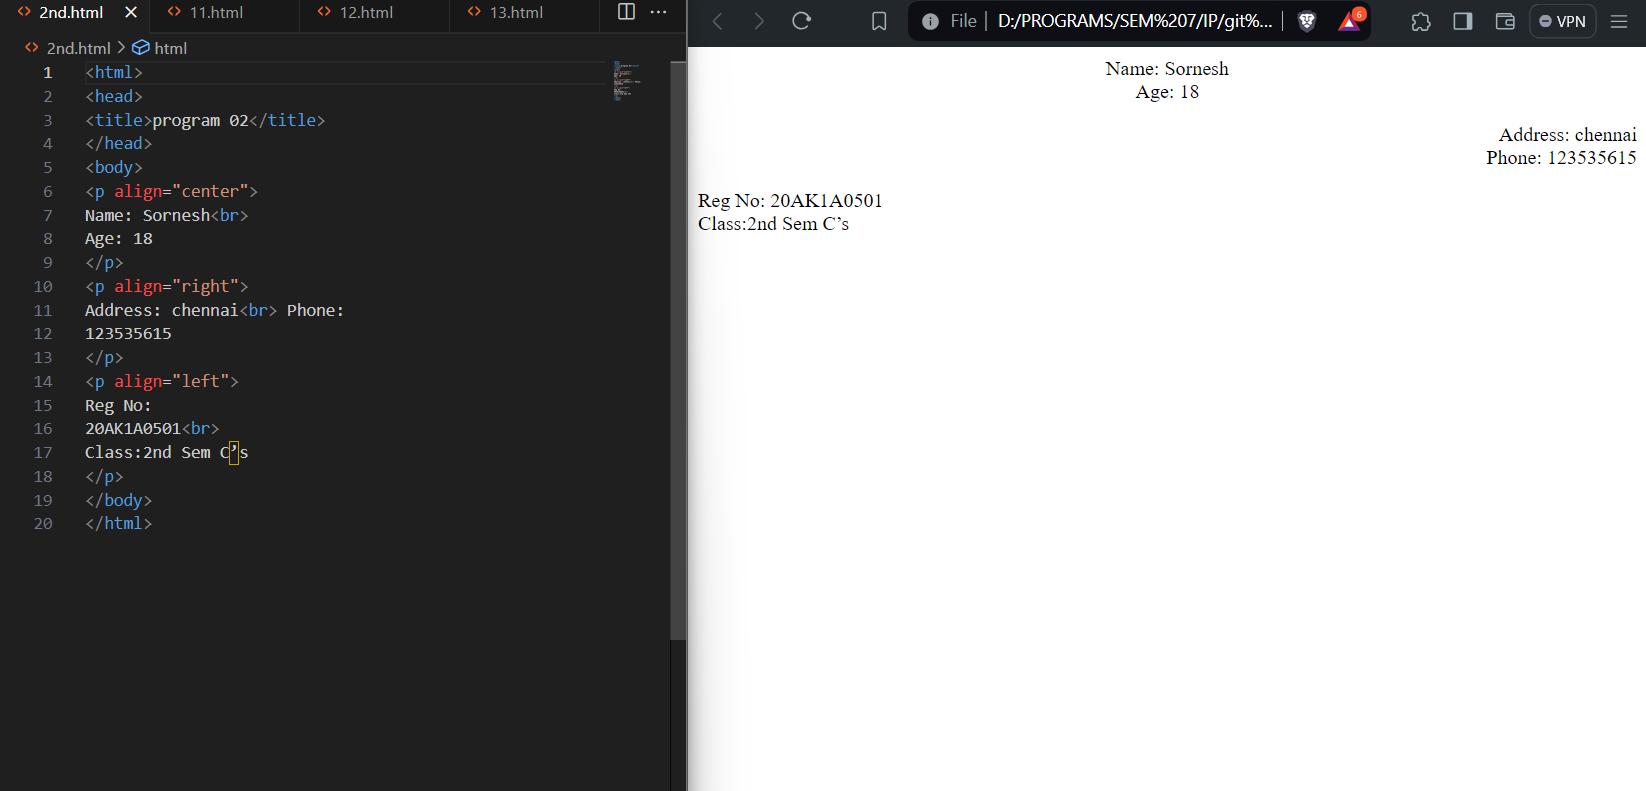 2nd.html
11.html
12.html
13.html
...
2nd.html > html
1 <html>
2 <head>
3 <title>program 02</title>
4 </head>
5 <body>
6 <p align="center">
7 Name: Sornesh<br>
8 Age: 18
9 </p>
10 <p align="right">
11 Address: chennai<br> Phone:
12 123535615
13 </p>
14 <p align="left">
15 Reg No:
16 20AK1A0501<br>
17 Class:2nd Sem C’s
18 </p>
19 </body>
20 </html>
File | D:/PROGRAMS/SEM%207/IP/git%...
6
VPN
Name: Sornesh
Age: 18
Address: chennai
Phone: 123535615
Reg No: 20AK1A0501
Class:2nd Sem C’s